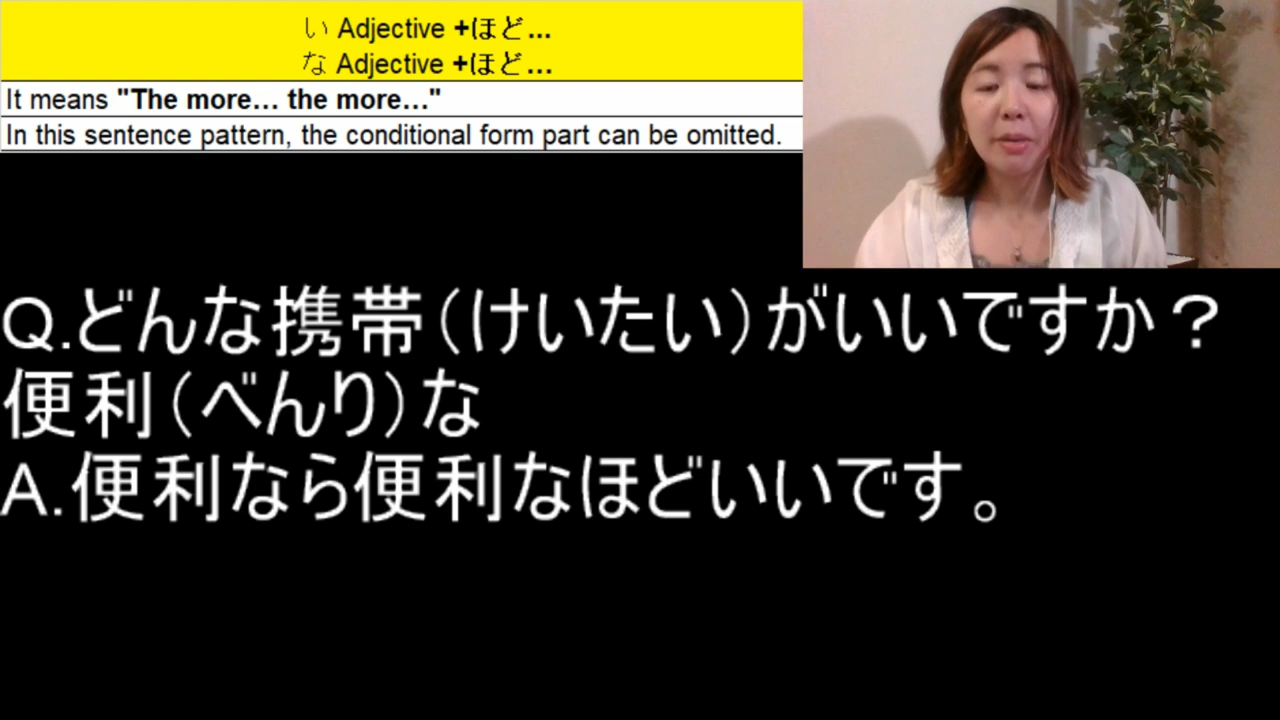 い Adjective +ほど...
な Adjective +ほど...
It means "The more... the more..."
In this sentence pattern, the conditional form part can be omitted.
Q.どんな携帯（けいたい）がいいですか？
便利（べんり）な
A.便利なら便利なほどいいです。